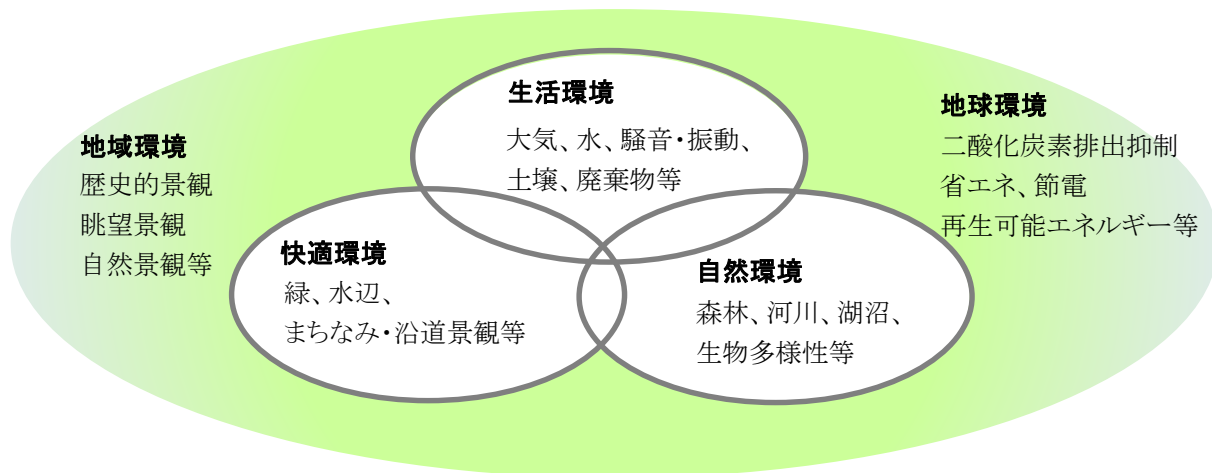 生活環境
大気、水、騒音・振動、
土壌、廃棄物等
地域環境
歴史的景観
眺望景観
自然景観等
地球環境
二酸化炭素排出抑制
省エネ、節電
再生可能エネルギー等
快適環境
緑、水辺、
まちなみ・沿道景観等
自然環境
森林、河川、湖沼、
生物多様性等